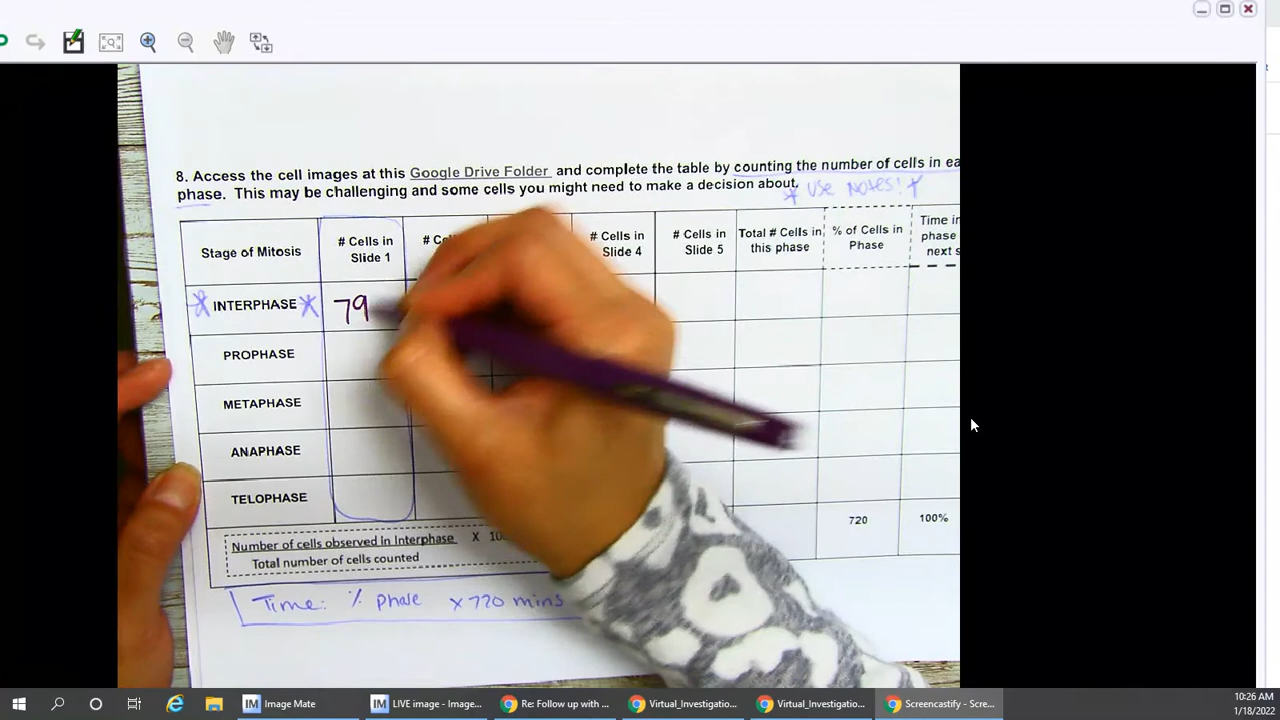 8. Access the cell images at this Google Drive Folder and complete the table by counting the number of cells in ea
phase. This may be challenging and some cells you might need to make a decision about.
* USE NOTES! *
Stage of Mitosis
# Cells in
Slide 1
# Cells in
Slide 4
# Cells in
Slide 5
Total # Cells in
this phase
% of Cells in
Phase
Time in
phase
next s
* INTERPHASE *
79
PROPHASE
METAPHASE
ANAPHASE
TELOPHASE
720
100%
Number of cells observed in Interphase X 10
Total number of cells counted
Time: % phase x 720 mins
Image Mate
LIVE image - Image...
Re: Follow up with ...
Virtual_Investigatio...
Virtual_Investigatio...
Screencastify - Scre...
10:26 AM
1/18/2022